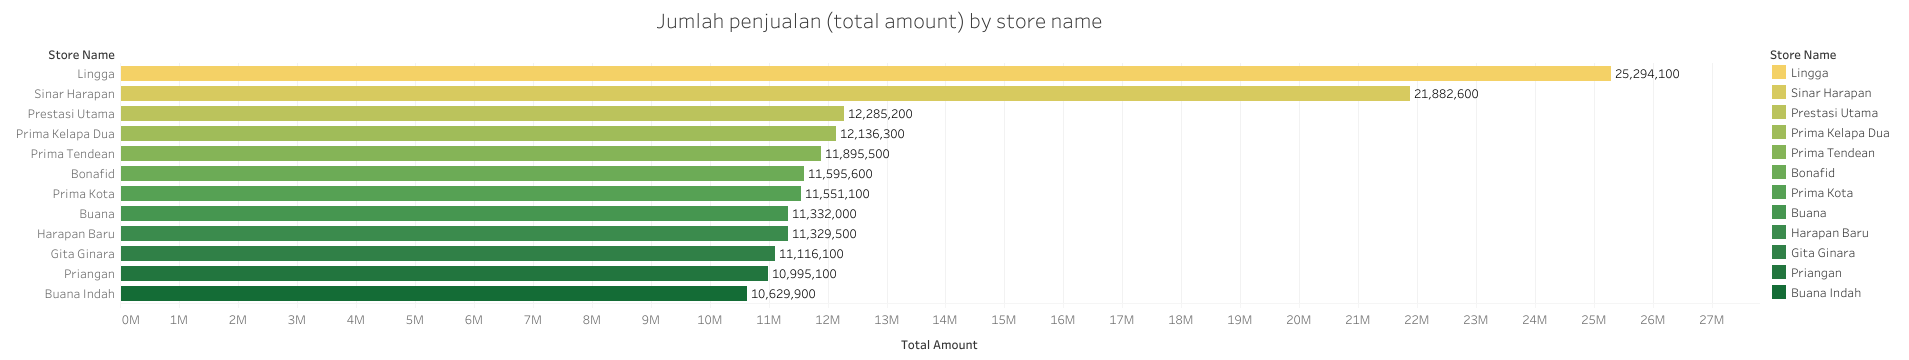 Jumlah penjualan (total amount) by store name
Store Name
Lingga 25,294,100
Sinar Harapan 21,882,600
Prestasi Utama 12,285,200
Prima Kelapa Dua 12,136,300
Prima Tendean 11,895,500
Bonafid 11,595,600
Prima Kota 11,551,100
Buana 11,332,000
Harapan Baru 11,329,500
Gita Ginara 11,116,100
Priangan 10,995,100
Buana Indah 10,629,900
0M 1M 2M 3M 4M 5M 6M 7M 8M 9M 10M 11M 12M 13M 14M 15M 16M 17M 18M 19M 20M 21M 22M 23M 24M 25M 26M 27M
Total Amount
Store Name
Lingga
Sinar Harapan
Prestasi Utama
Prima Kelapa Dua
Prima Tendean
Bonafid
Prima Kota
Buana
Harapan Baru
Gita Ginara
Priangan
Buana Indah